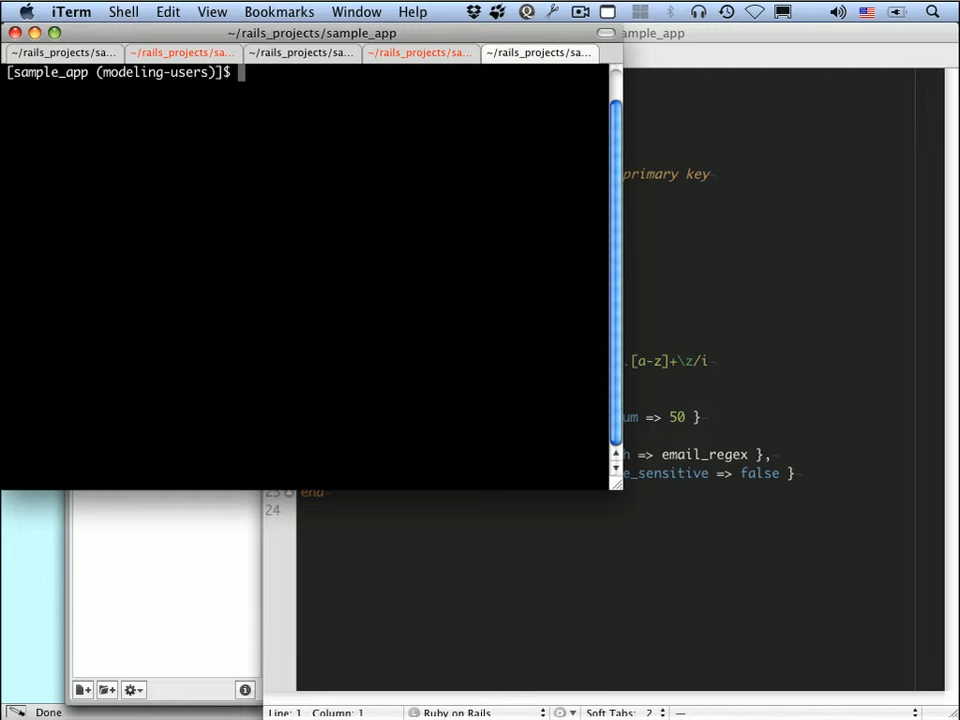 iTerm Shell Edit View Bookmarks Window Help
~/rails_projects/sample_app
ample_app
~/rails_projects/sa... ~/rails_projects/sa... ~/rails_projects/sa... ~/rails_projects/sa... ~/rails_projects/sa...
[sample_app (modeling-users)]$
primary key
.[a-z]+\z/i
um => 50 }
h => email_regex },
e_sensitive => false }
23 end
24
Done
Line: 1 Column: 1 Ruby on Rails Soft Tabs: 2 —